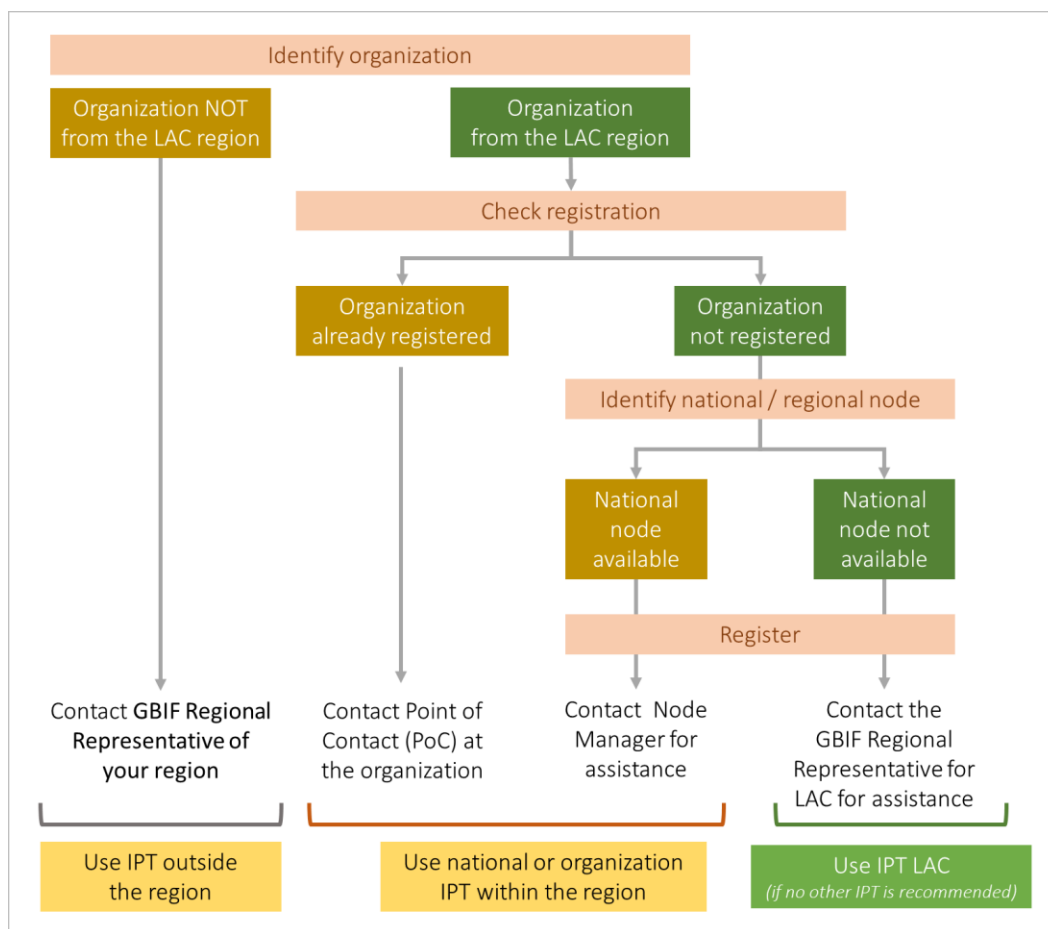 Identify organization
Organization NOT
from the LAC region
Organization
from the LAC region
Check registration
Organization
already registered
Organization
not registered
Identify national / regional node
National
node
available
National
node not
available
Register
Contact GBIF Regional
Representative of
your region
Contact Point of
Contact (PoC) at
the organization
Contact Node
Manager for
assistance
Contact the
GBIF Regional
Representative for
LAC for assistance
Use IPT outside
the region
Use national or organization
IPT within the region
Use IPT LAC
(if no other IPT is recommended)